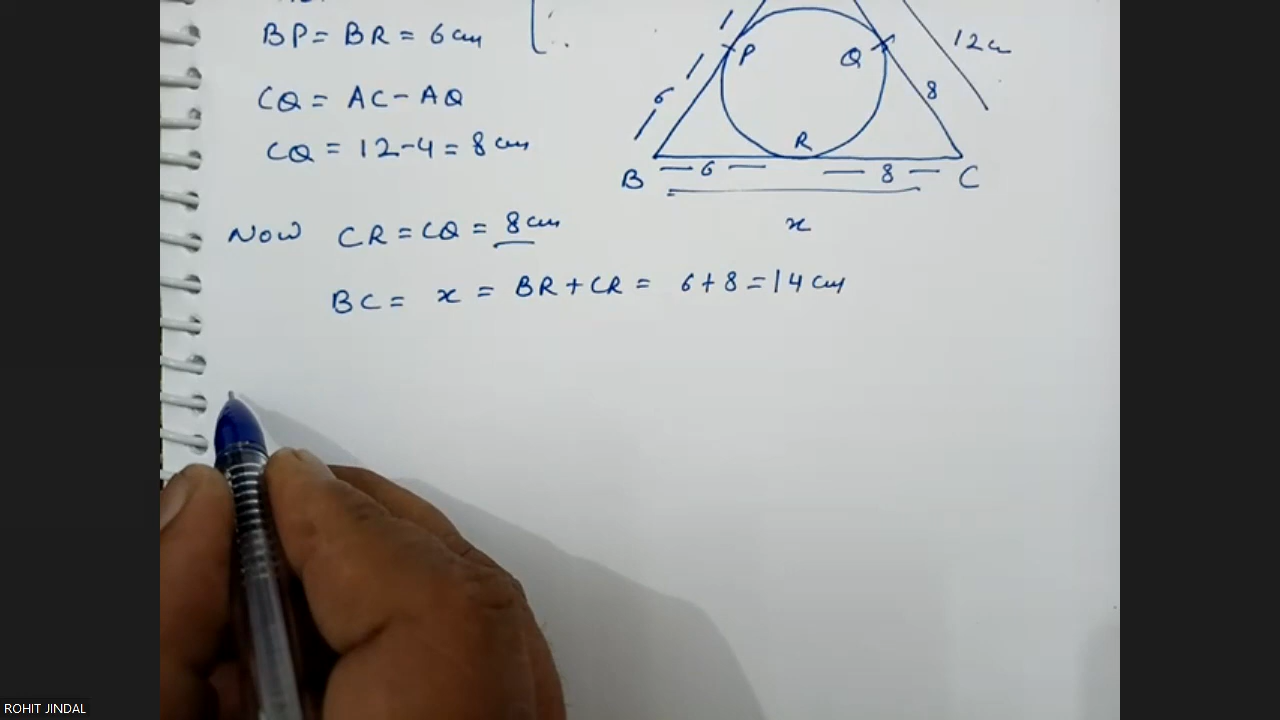 BP = BR = 6 cm
CQ = AC - AQ
CQ = 12 - 4 = 8 cm
Now CR = CQ = 8 cm
BC = x = BR + CR = 6 + 8 = 14 cm
P
Q
12 c
6
8
R
B
6
8
C
x
ROHIT JINDAL